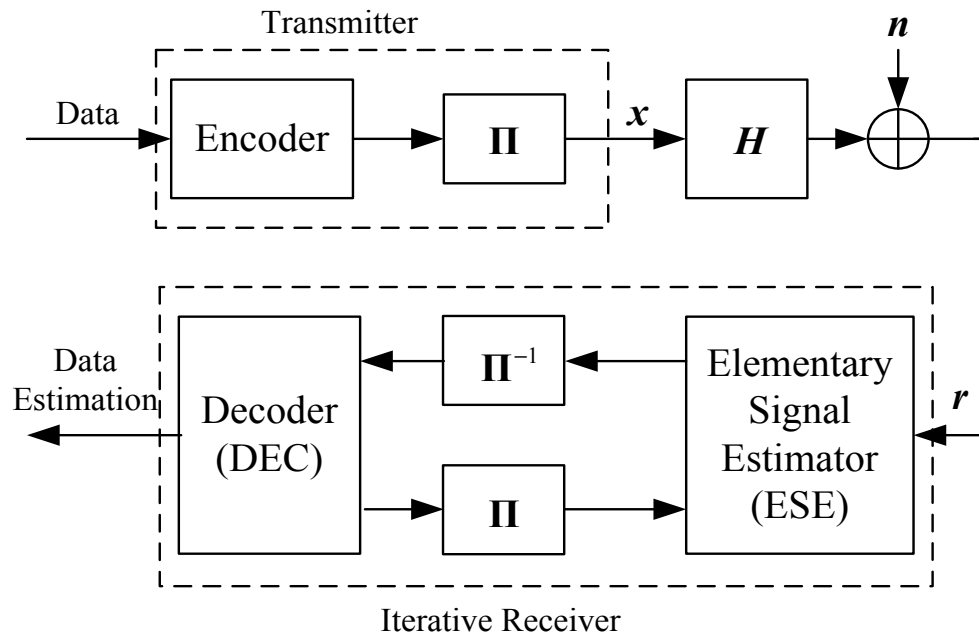 Transmitter
Data
Encoder
Π
x
H
n
Data
Estimation
Decoder
(DEC)
Π⁻¹
Π
Elementary
Signal
Estimator
(ESE)
r
Iterative Receiver